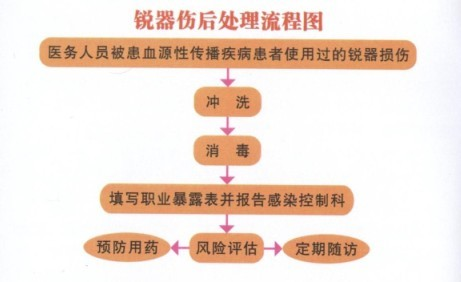 锐器伤后处理流程图
医务人员被患血源性传播疾病患者使用过的锐器损伤
冲 洗
消 毒
填写职业暴露表并报告感染控制科
预防用药 风险评估 定期随访